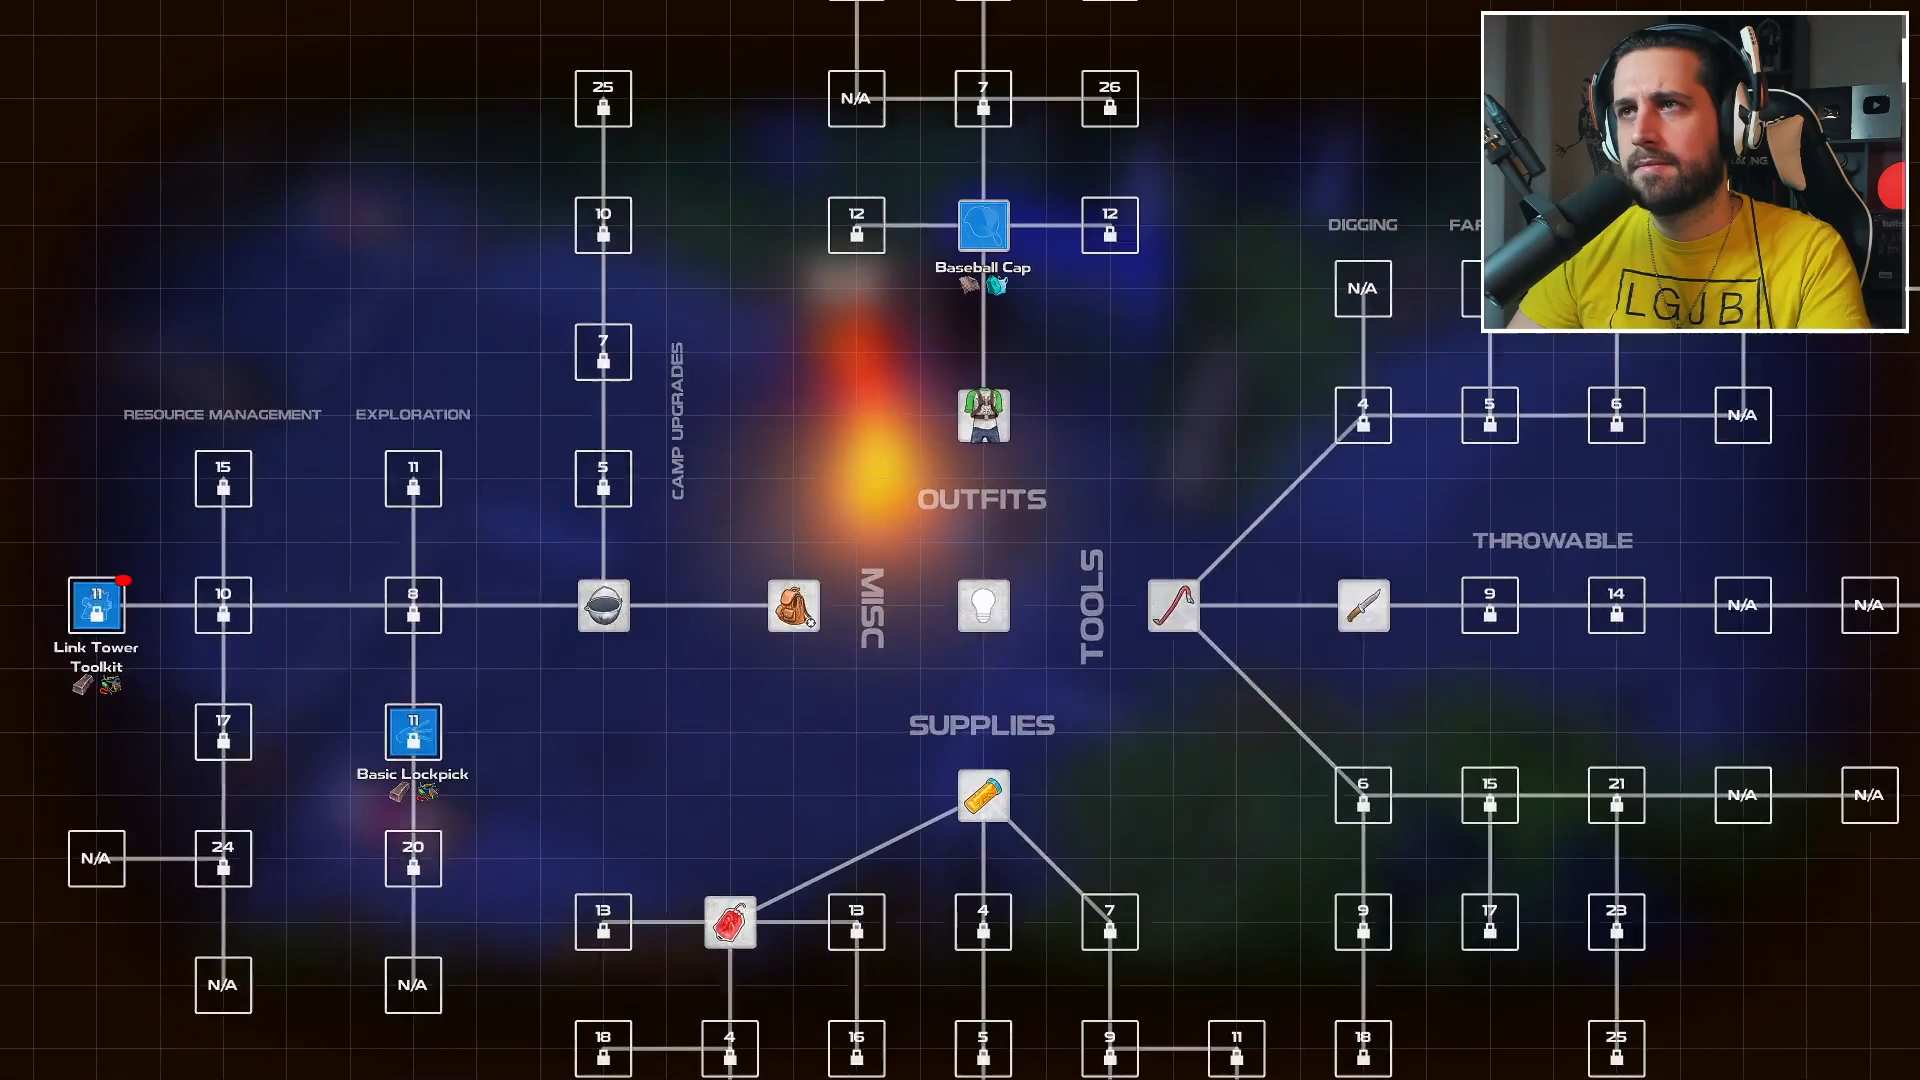 25
N/A
7
26
10
12
12
Baseball Cap
DIGGING
N/A
LGJB
7
CAMP UPGRADES
RESOURCE MANAGEMENT
EXPLORATION
4
5
6
N/A
15
11
5
OUTFITS
THROWABLE
11
10
8
MISC
TOOLS
9
14
N/A
N/A
Link Tower
Toolkit
17
11
SUPPLIES
Basic Lockpick
6
15
21
N/A
N/A
N/A
24
20
13
13
4
7
9
17
23
N/A
N/A
18
4
16
5
9
11
18
25